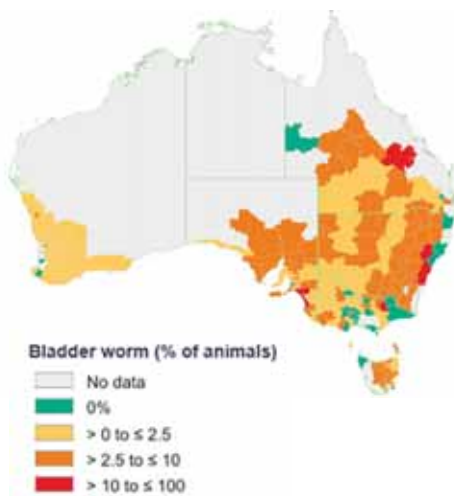 Bladder worm (% of animals)
No data
0%
> 0 to ≤ 2.5
> 2.5 to ≤ 10
> 10 to ≤ 100